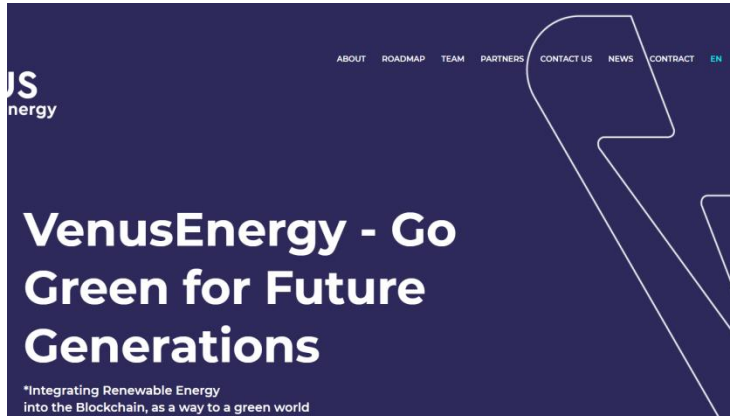 ABOUT ROADMAP TEAM PARTNERS CONTACT US NEWS CONTRACT EN
US
nergy
VenusEnergy - Go
Green for Future
Generations
*Integrating Renewable Energy
into the Blockchain, as a way to a green world